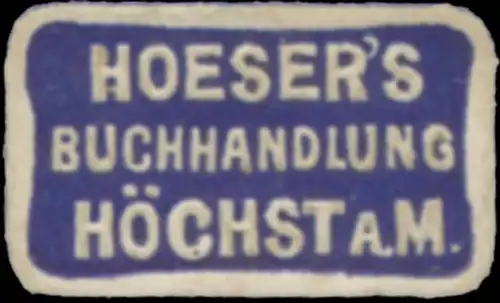 HOESER'S
BUCHHANDLUNG
HÖCHST A.M.